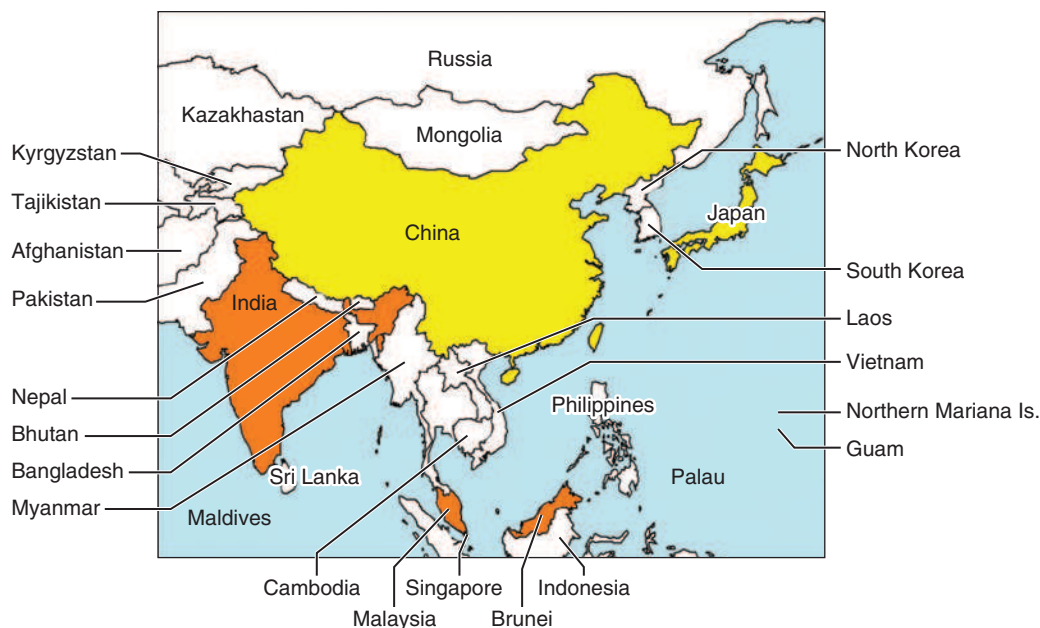 Russia
Kazakhastan
Mongolia
Kyrgyzstan
North Korea
Tajikistan
Japan
China
Afghanistan
South Korea
Pakistan
India
Laos
Vietnam
Nepal
Philippines
Northern Mariana Is.
Bhutan
Guam
Bangladesh
Sri Lanka
Palau
Myanmar
Maldives
Cambodia
Singapore
Indonesia
Malaysia
Brunei